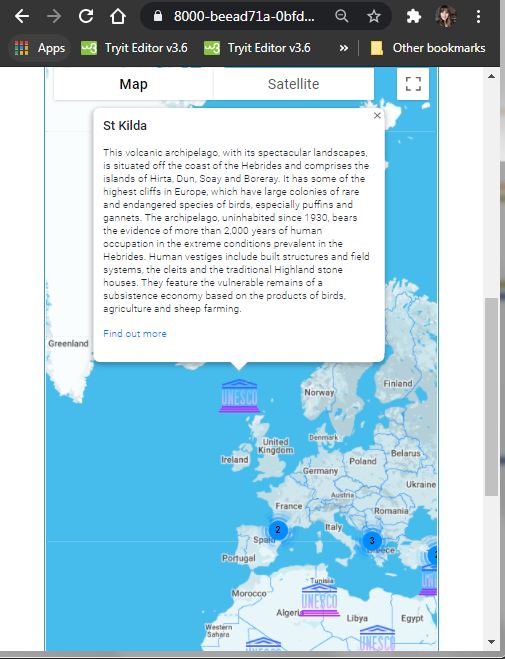 8000-beead71a-0bfd...
Apps
Tryit Editor v3.6
Tryit Editor v3.6
»
Other bookmarks
Map
Satellite
St Kilda
This volcanic archipelago, with its spectacular landscapes,
is situated off the coast of the Hebrides and comprises the
islands of Hirta, Dun, Soay and Boreray. It has some of the
highest cliffs in Europe, which have large colonies of rare
and endangered species of birds, especially puffins and
gannets. The archipelago, uninhabited since 1930, bears
the evidence of more than 2,000 years of human
occupation in the extreme conditions prevalent in the
Hebrides. Human vestiges include built structures and field
systems, the cleits and the traditional Highland stone
houses. They feature the vulnerable remains of a
subsistence economy based on the products of birds,
agriculture and sheep farming.
Find out more
Greenland
UNESCO
Norway
Finland
United
Kingdom
Denmark
Ireland
Poland
Belarus
Germany
Ukraine
Austria
France
Romania
2
Spain
Italy
3
Greece
Portugal
UNESCO
Tunisia
Morocco
UNESCO
Algeria
Libya
Egypt
Western
Sahara
UNESCO
UNESCO